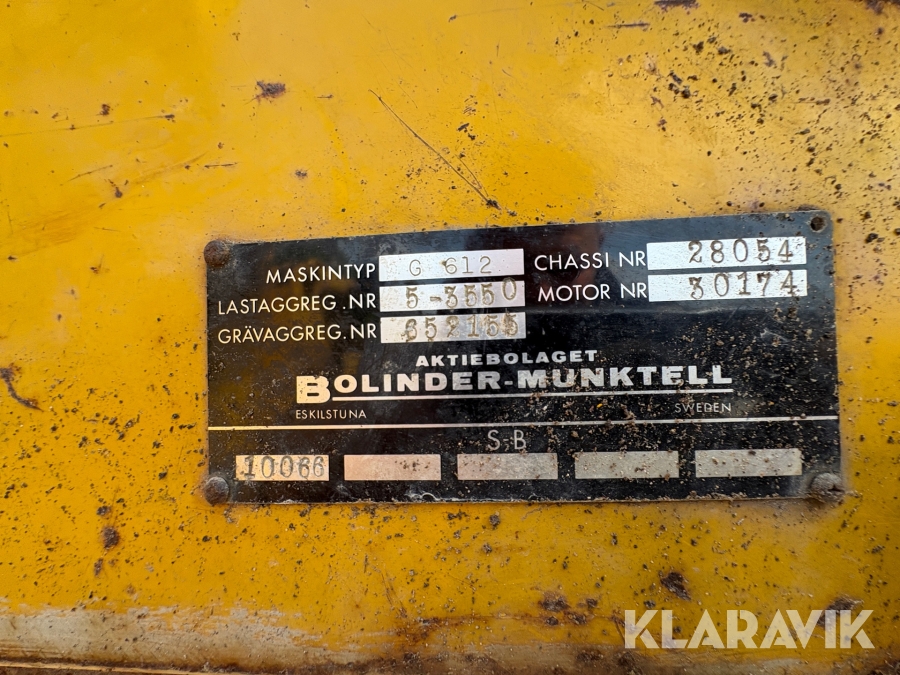 MASKINTYP G 612 CHASSI NR 28054
LASTAGGREG.NR 5-3550 MOTOR NR 30174
GRÄVAGGREG.NR 652155
AKTIEBOLAGET
BOLINDER-MUNKTELL
ESKILSTUNA SWEDEN
S-B
10066
KLARAVIK